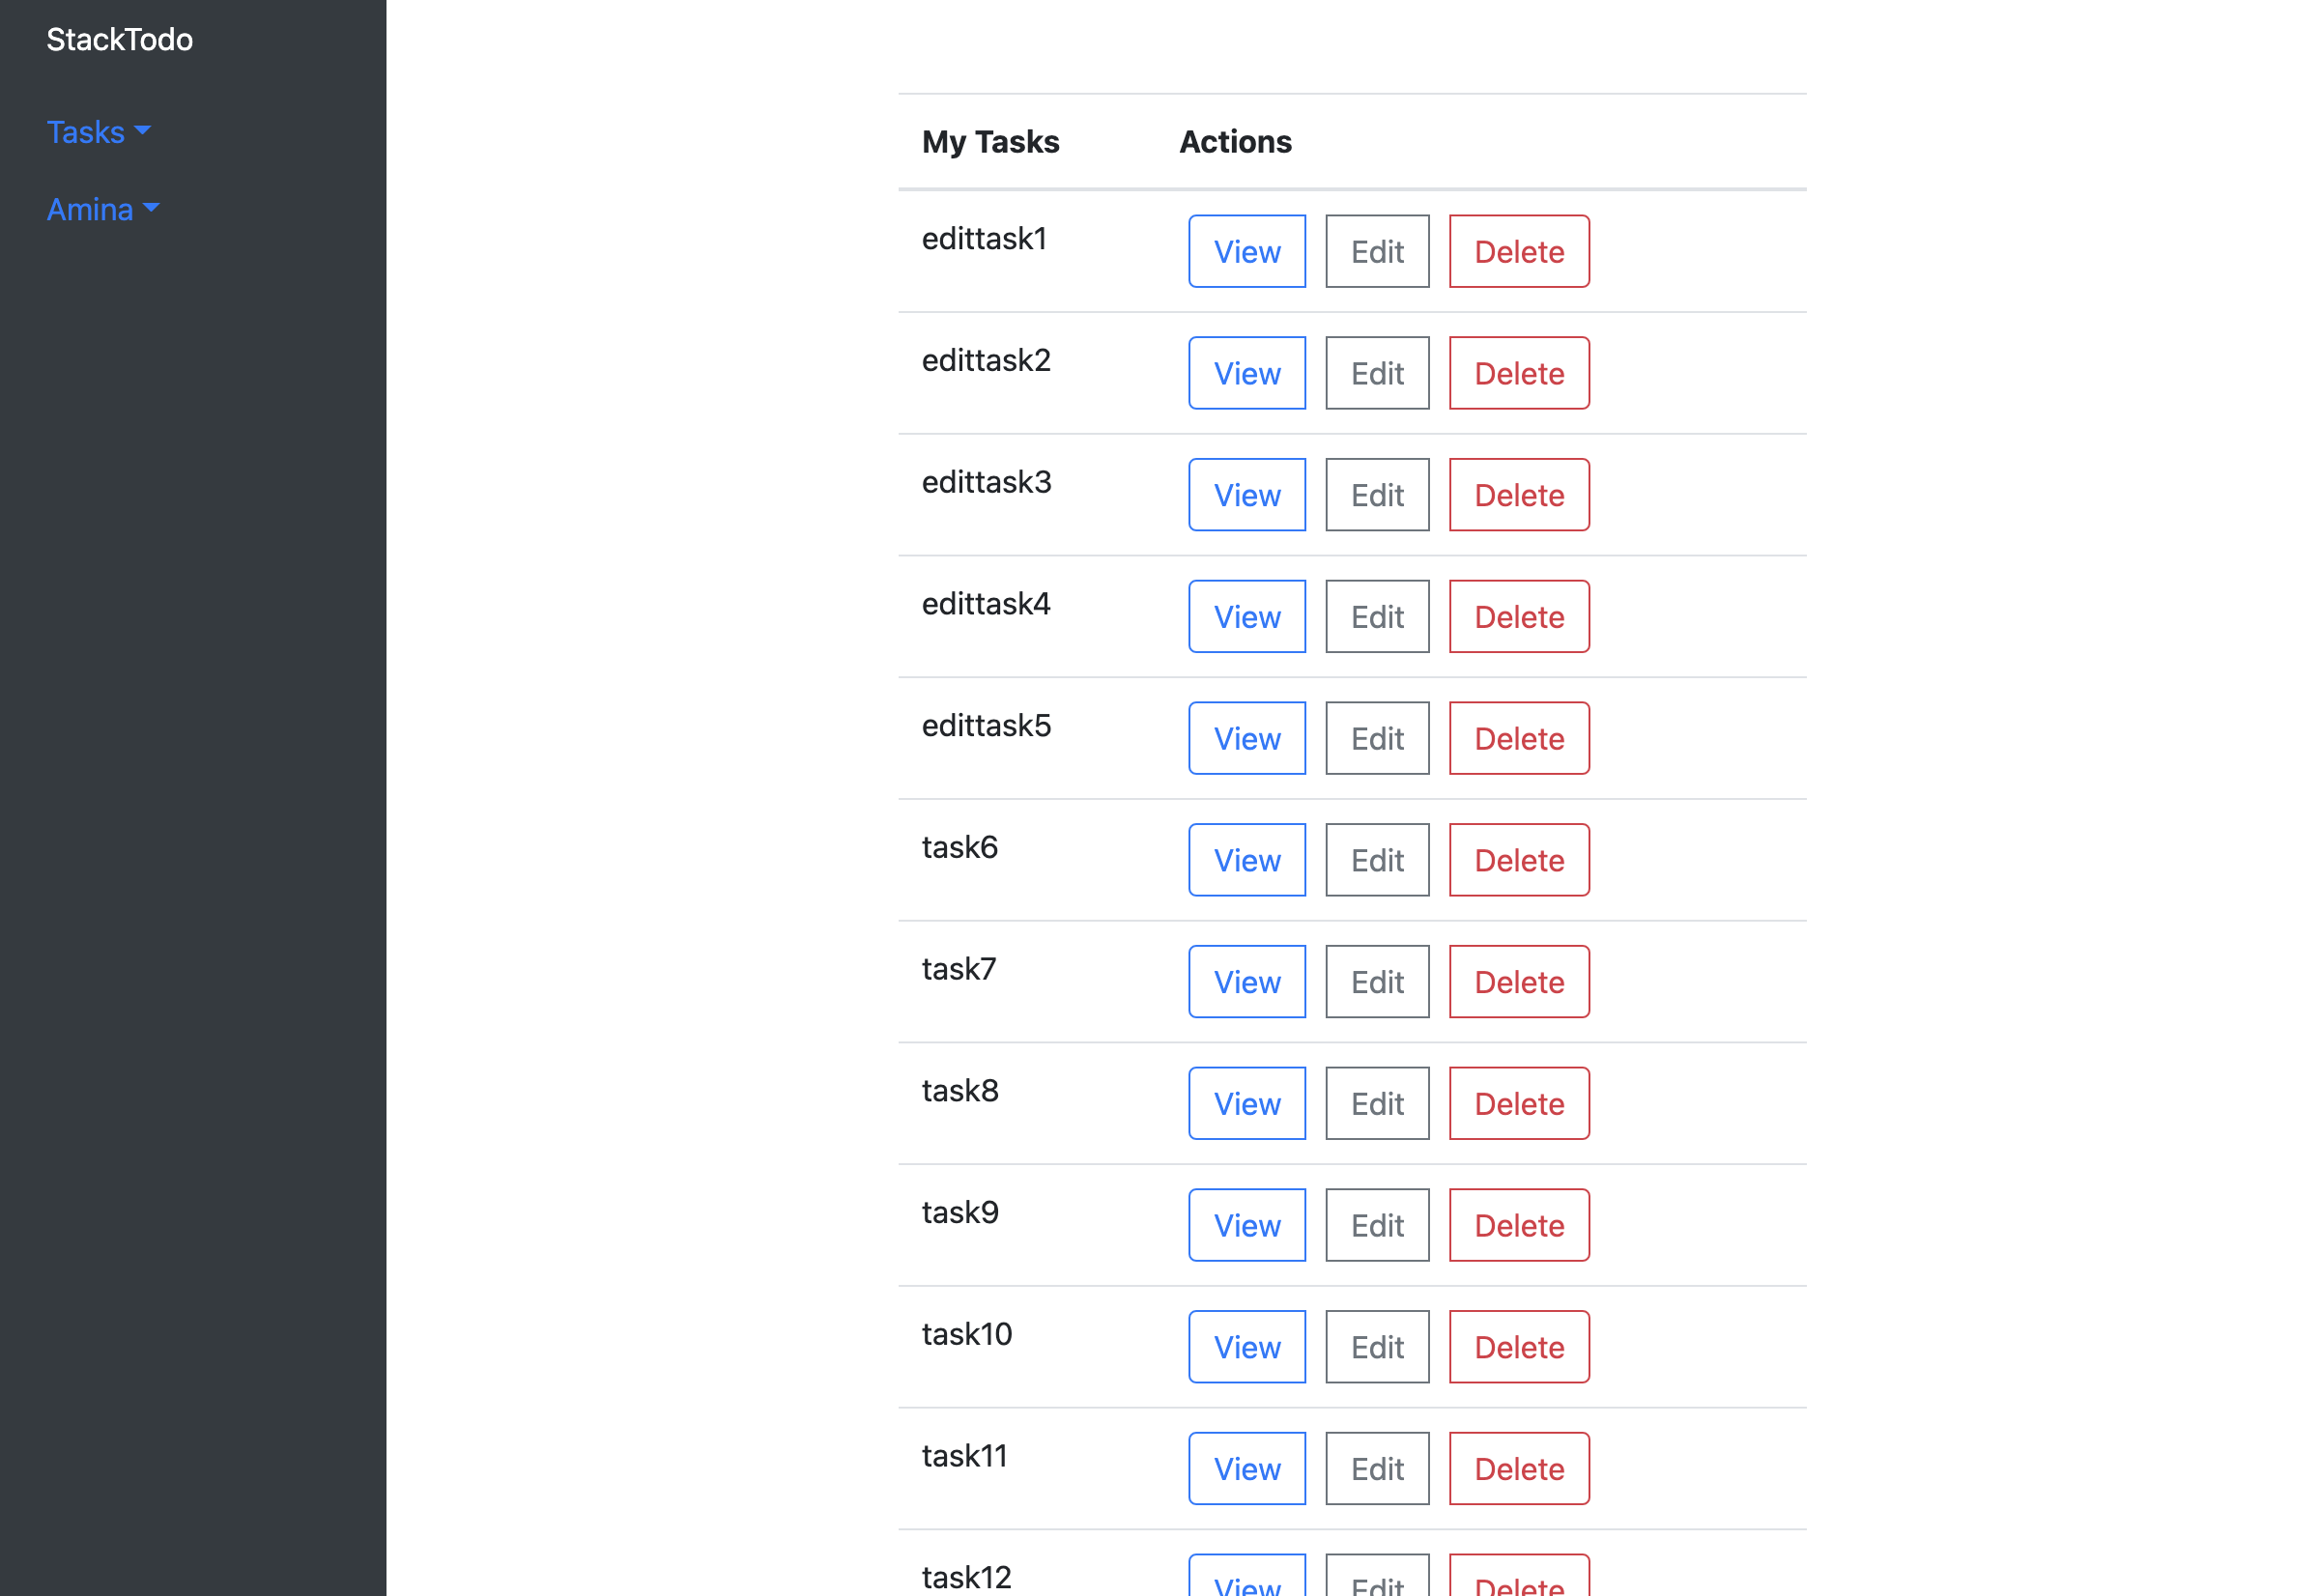 StackTodo
Tasks
Amina
My Tasks Actions
edittask1 View Edit Delete
edittask2 View Edit Delete
edittask3 View Edit Delete
edittask4 View Edit Delete
edittask5 View Edit Delete
task6 View Edit Delete
task7 View Edit Delete
task8 View Edit Delete
task9 View Edit Delete
task10 View Edit Delete
task11 View Edit Delete
task12 View Edit Delete